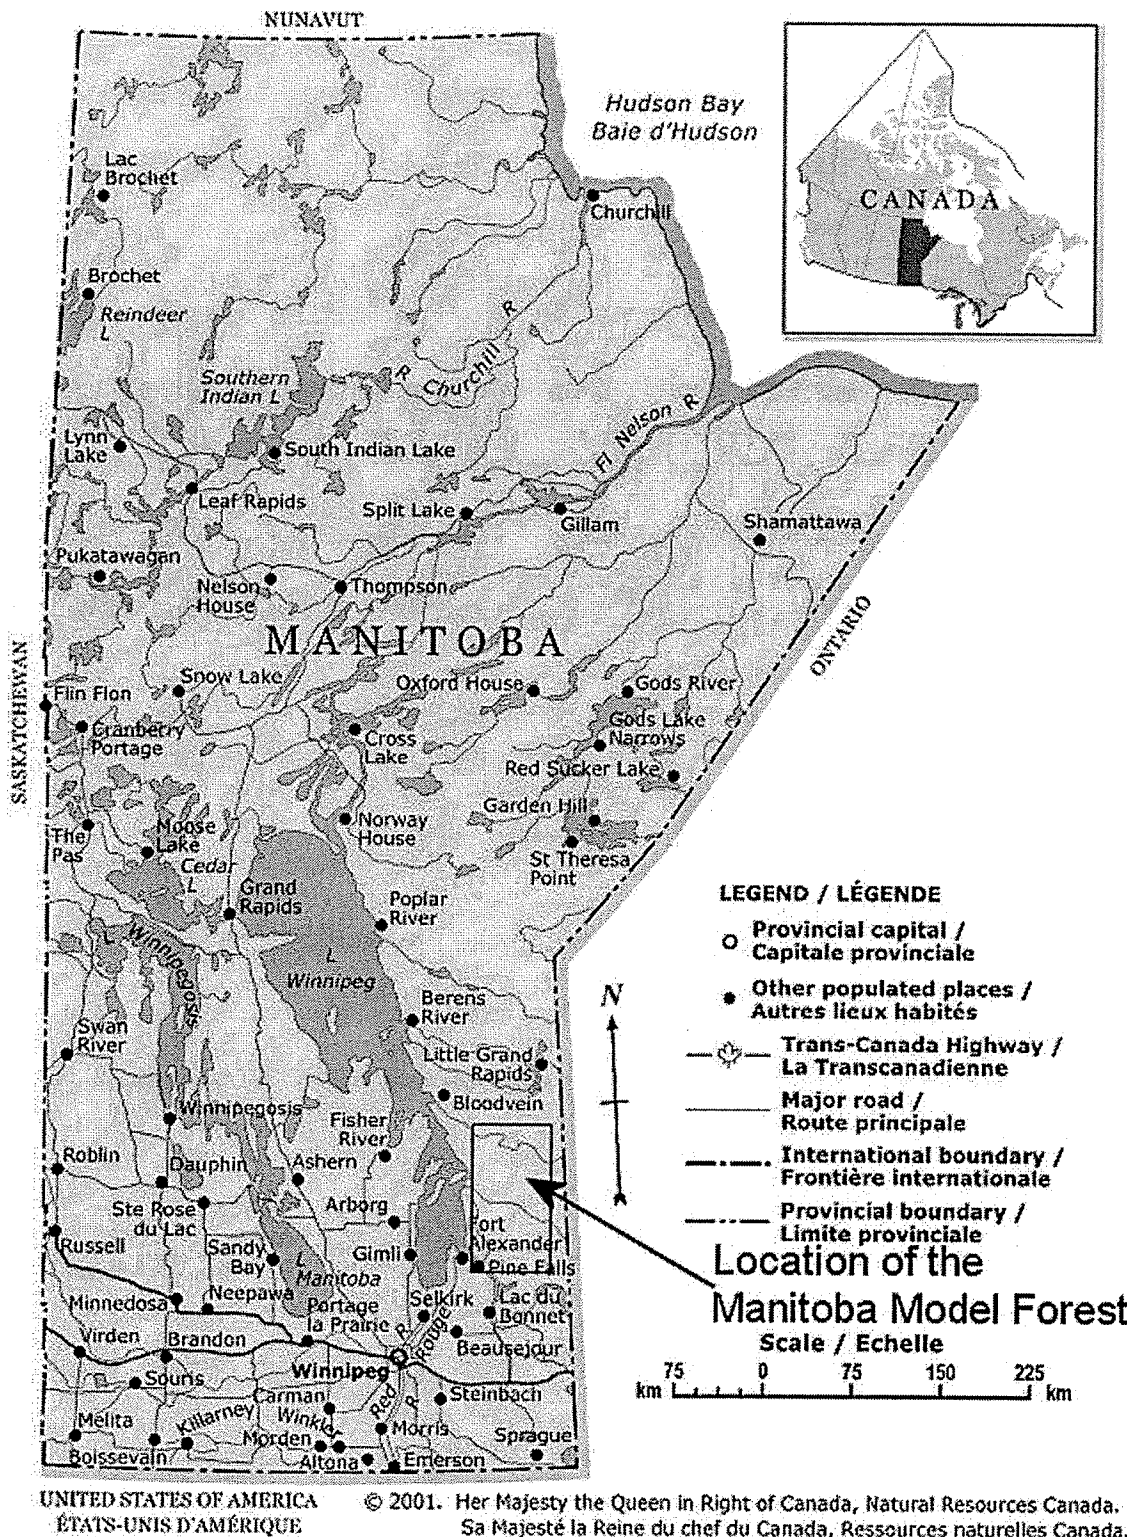 NUNAVUT
Hudson Bay
Baie d'Hudson
CANADA
Lac
Brochet
Churchill
Brochet
Reindeer
L
R
Churchill
R
Southern
Indian L
Fl Nelson R
Lynn
Lake
South Indian Lake
Leaf Rapids
Split Lake
Gillam
Shamattawa
Pukatawagan
Nelson
House
Thompson
MANITOBA
ONTARIO
SASKATCHEWAN
Snow Lake
Oxford House
Gods River
Flin Flon
Cranberry
Portage
Cross
Lake
Gods Lake
Narrows
Red Sucker Lake
Garden Hill
The
Pas
Moose
Lake
Norway
House
St Theresa
Point
Cedar
L
Grand
Rapids
Poplar
River
L
Winnipegosis
L
Winnipeg
Berens
River
Swan
River
Little Grand
Rapids
Bloodvein
Winnipegosis
Fisher
River
Roblin
Dauphin
Ashern
Ste Rose
du Lac
Arborg
Russell
Sandy
Bay
L
Manitoba
Gimli
Fort
Alexander
Pine Falls
Minnedosa
Neepawa
Portage
la Prairie
Selkirk
Lac du
Bonnet
Virden
Brandon
R
Rouge
Beausejour
Winnipeg
Souris
Carman
Red
R
Steinbach
Melita
Killarney
Winkler
Morris
Morden
Sprague
Boissevain
Altona
Emerson
LEGEND / LÉGENDE
Provincial capital /
Capitale provinciale
N
Other populated places /
Autres lieux habités
Trans-Canada Highway /
La Transcanadienne
Major road /
Route principale
International boundary /
Frontière internationale
Provincial boundary /
Limite provinciale
Location of the
Manitoba Model Forest
Scale / Echelle
75 0 75 150 225
km km
UNITED STATES OF AMERICA
ÉTATS-UNIS D'AMÉRIQUE
© 2001. Her Majesty the Queen in Right of Canada, Natural Resources Canada.
Sa Majesté la Reine du chef du Canada, Ressources naturelles Canada.